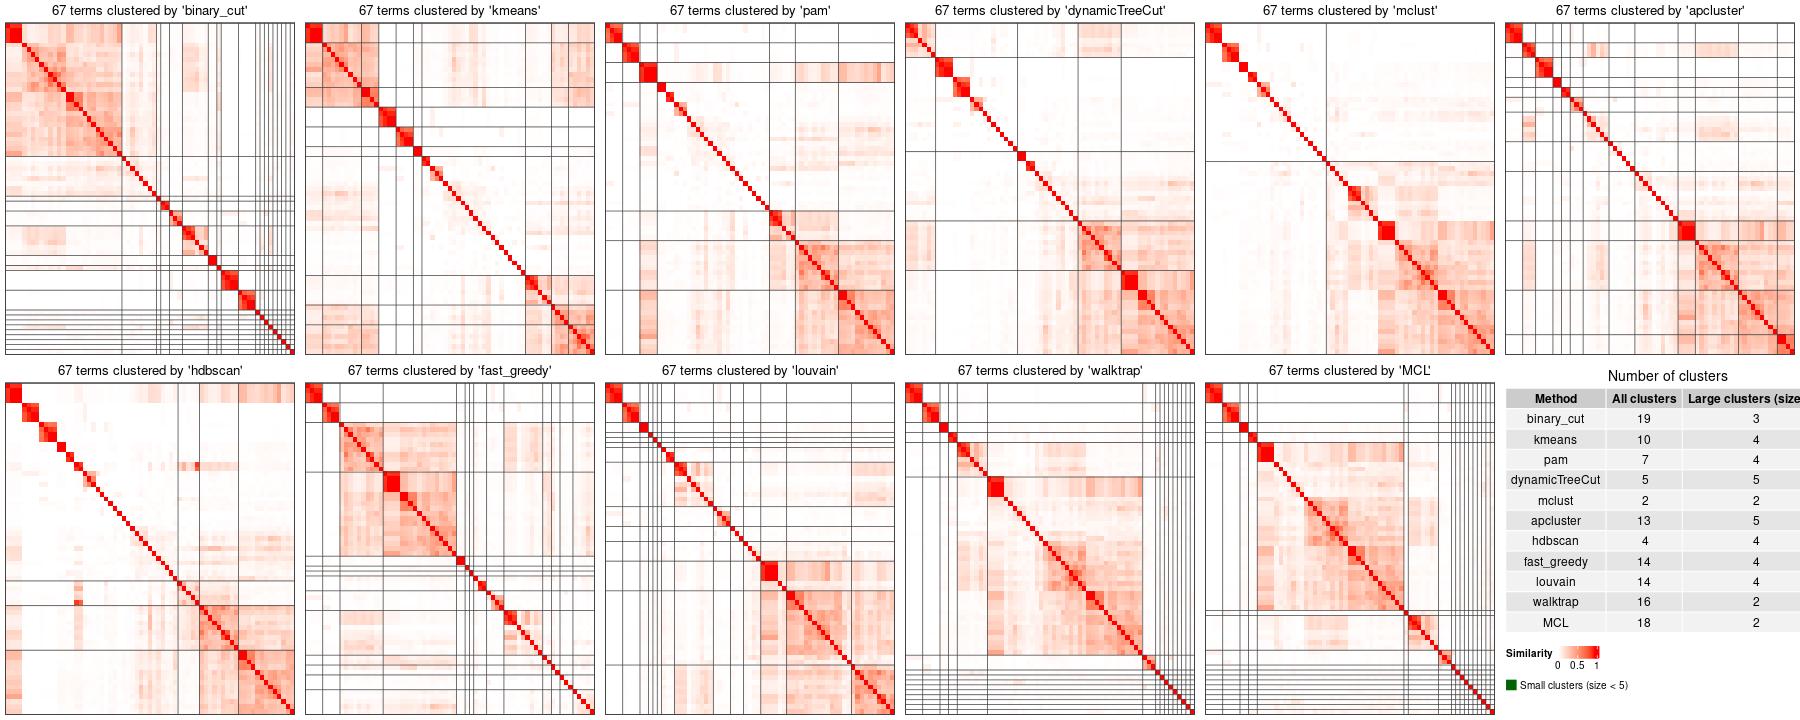 67 terms clustered by 'binary_cut'
67 terms clustered by 'kmeans'
67 terms clustered by 'pam'
67 terms clustered by 'dynamicTreeCut'
67 terms clustered by 'mclust'
67 terms clustered by 'apcluster'
67 terms clustered by 'hdbscan'
67 terms clustered by 'fast_greedy'
67 terms clustered by 'louvain'
67 terms clustered by 'walktrap'
67 terms clustered by 'MCL'
Number of clusters
Method All clusters Large clusters (size
binary_cut 19 3
kmeans 10 4
pam 7 4
dynamicTreeCut 5 5
mclust 2 2
apcluster 13 5
hdbscan 4 4
fast_greedy 14 4
louvain 14 4
walktrap 16 2
MCL 18 2
Similarity
0 0.5 1
Small clusters (size < 5)